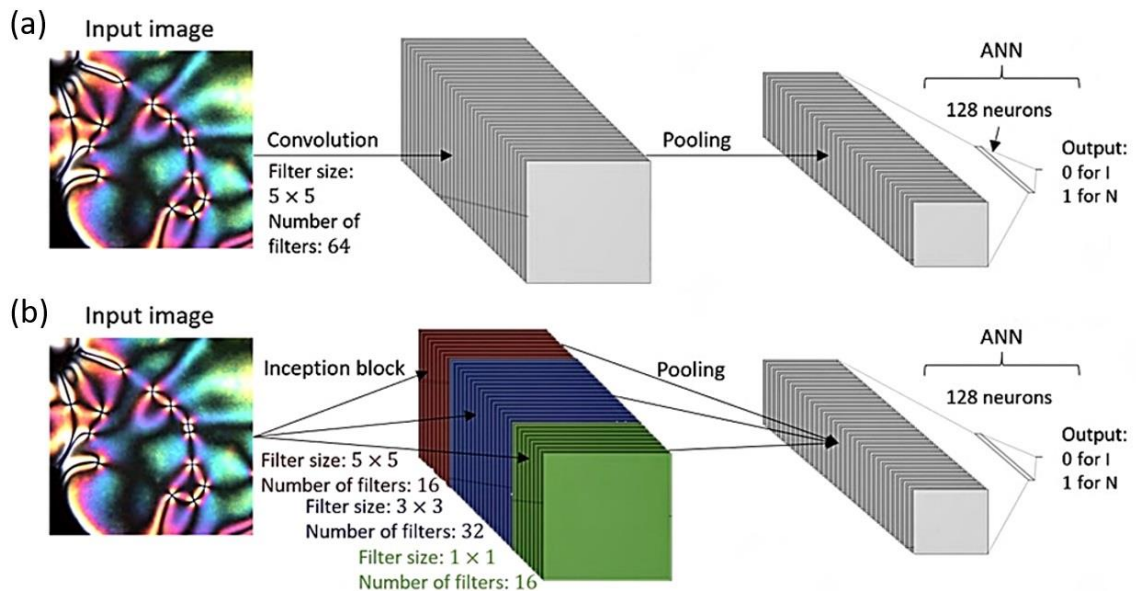 (a)
Input image
Convolution
Filter size:
5 × 5
Number of
filters: 64
Pooling
ANN
128 neurons
Output:
0 for I
1 for N
(b)
Input image
Inception block
Filter size: 5 × 5
Number of filters: 16
Filter size: 3 × 3
Number of filters: 32
Filter size: 1 × 1
Number of filters: 16
Pooling
ANN
128 neurons
Output:
0 for I
1 for N